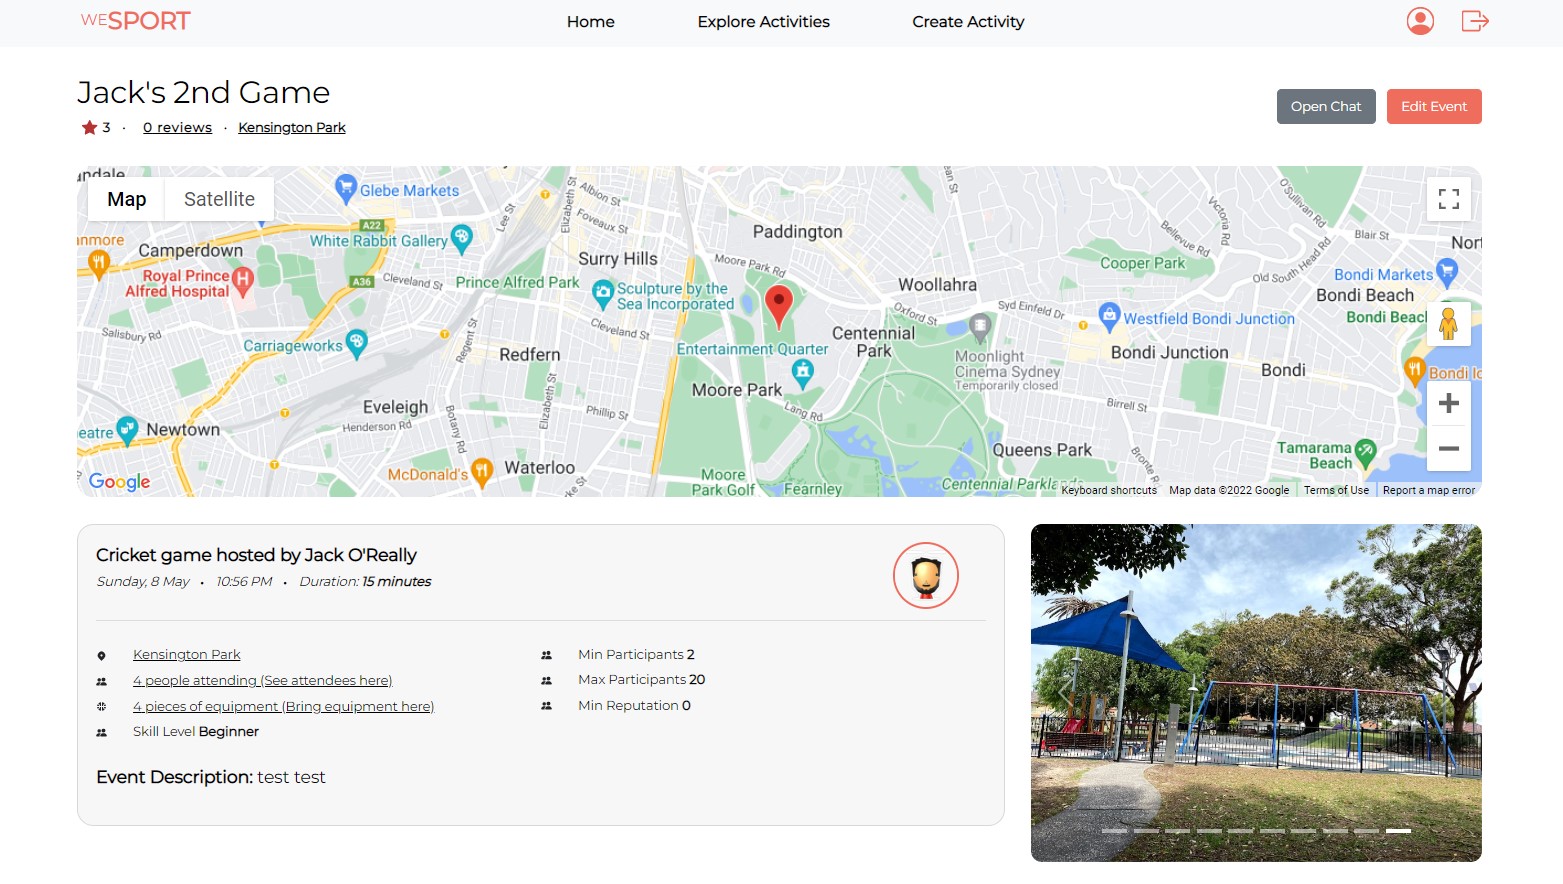 WESPORT
Home Explore Activities Create Activity
Jack's 2nd Game
Open Chat Edit Event
3 · 0 reviews · Kensington Park
Map Satellite
Glebe Markets
A22
White Rabbit Gallery
Camperdown
Royal Prince
Alfred Hospital
A36
Cleveland St
Salisbury Rd
Carriageworks
Lee St
Elizabeth St
Albion St
Foveaux St
Surry Hills
Prince Alfred Park
Sculpture by the
Sea Incorporated
Cleveland St
Regent St
Redfern
Paddington
Moore Park Rd
Woollahra
Oxford St
Syd Einfeld Dr
Centennial
Park
Entertainment Quarter
Moore Park
Lang Rd
Moonlight
Cinema Sydney
Temporarily closed
Cooper Park
Victoria Rd
Bellevue Rd
O'Sullivan Rd
Old South Head Rd
Blair St
Bondi Markets
Bondi Beach
Westfield Bondi Junction
Bondi Junction
Bondi
Birrell St
Eveleigh
Henderson Rd
Botany Rd
Elizabeth St
Phillip St
Newtown
McDonald's
Waterloo
Queens Park
Tamarama
Beach
Moore
Park Golf
Fearnley
Centennial Parklands
Google
Keyboard shortcuts Map data ©2022 Google Terms of Use Report a map error
Cricket game hosted by Jack O'Really
Sunday, 8 May • 10:56 PM • Duration: 15 minutes
Kensington Park
4 people attending (See attendees here)
4 pieces of equipment (Bring equipment here)
Skill Level Beginner
Min Participants 2
Max Participants 20
Min Reputation 0
Event Description: test test